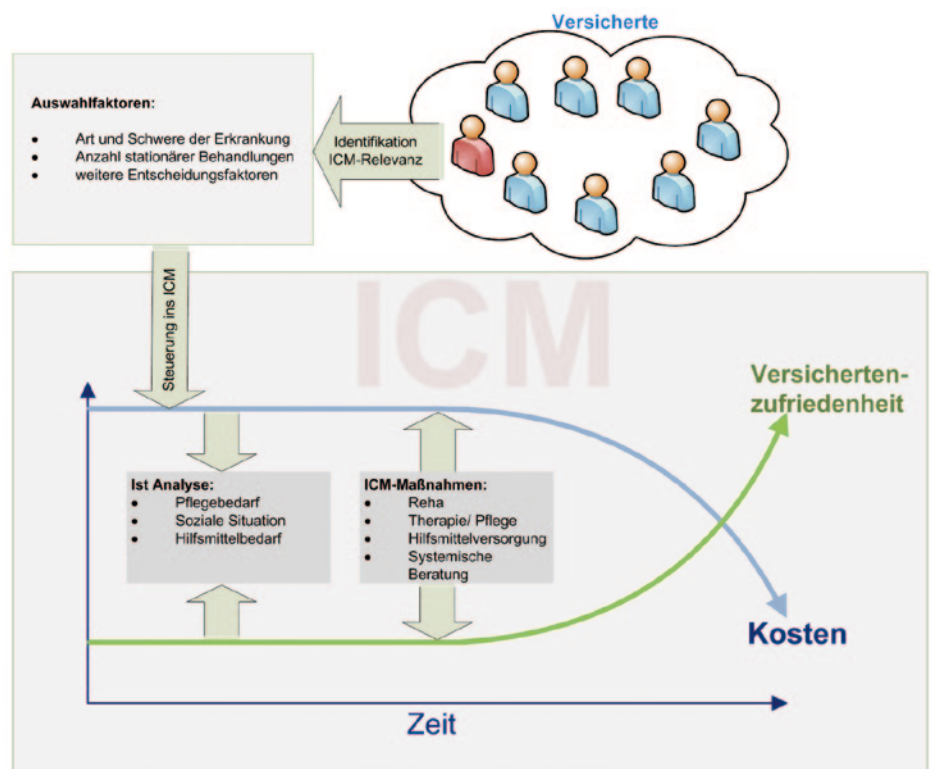 Versicherte
Auswahlfaktoren:
• Art und Schwere der Erkrankung
• Anzahl stationärer Behandlungen
• weitere Entscheidungsfaktoren
Identifikation
ICM-Relevanz
Steuerung ins ICM
ICM
Versicherten-
zufriedenheit
Ist Analyse:
• Pflegebedarf
• Soziale Situation
• Hilfsmittelbedarf
ICM-Maßnahmen:
• Reha
• Therapie/ Pflege
• Hilfsmittelversorgung
• Systemische
Beratung
Kosten
Zeit